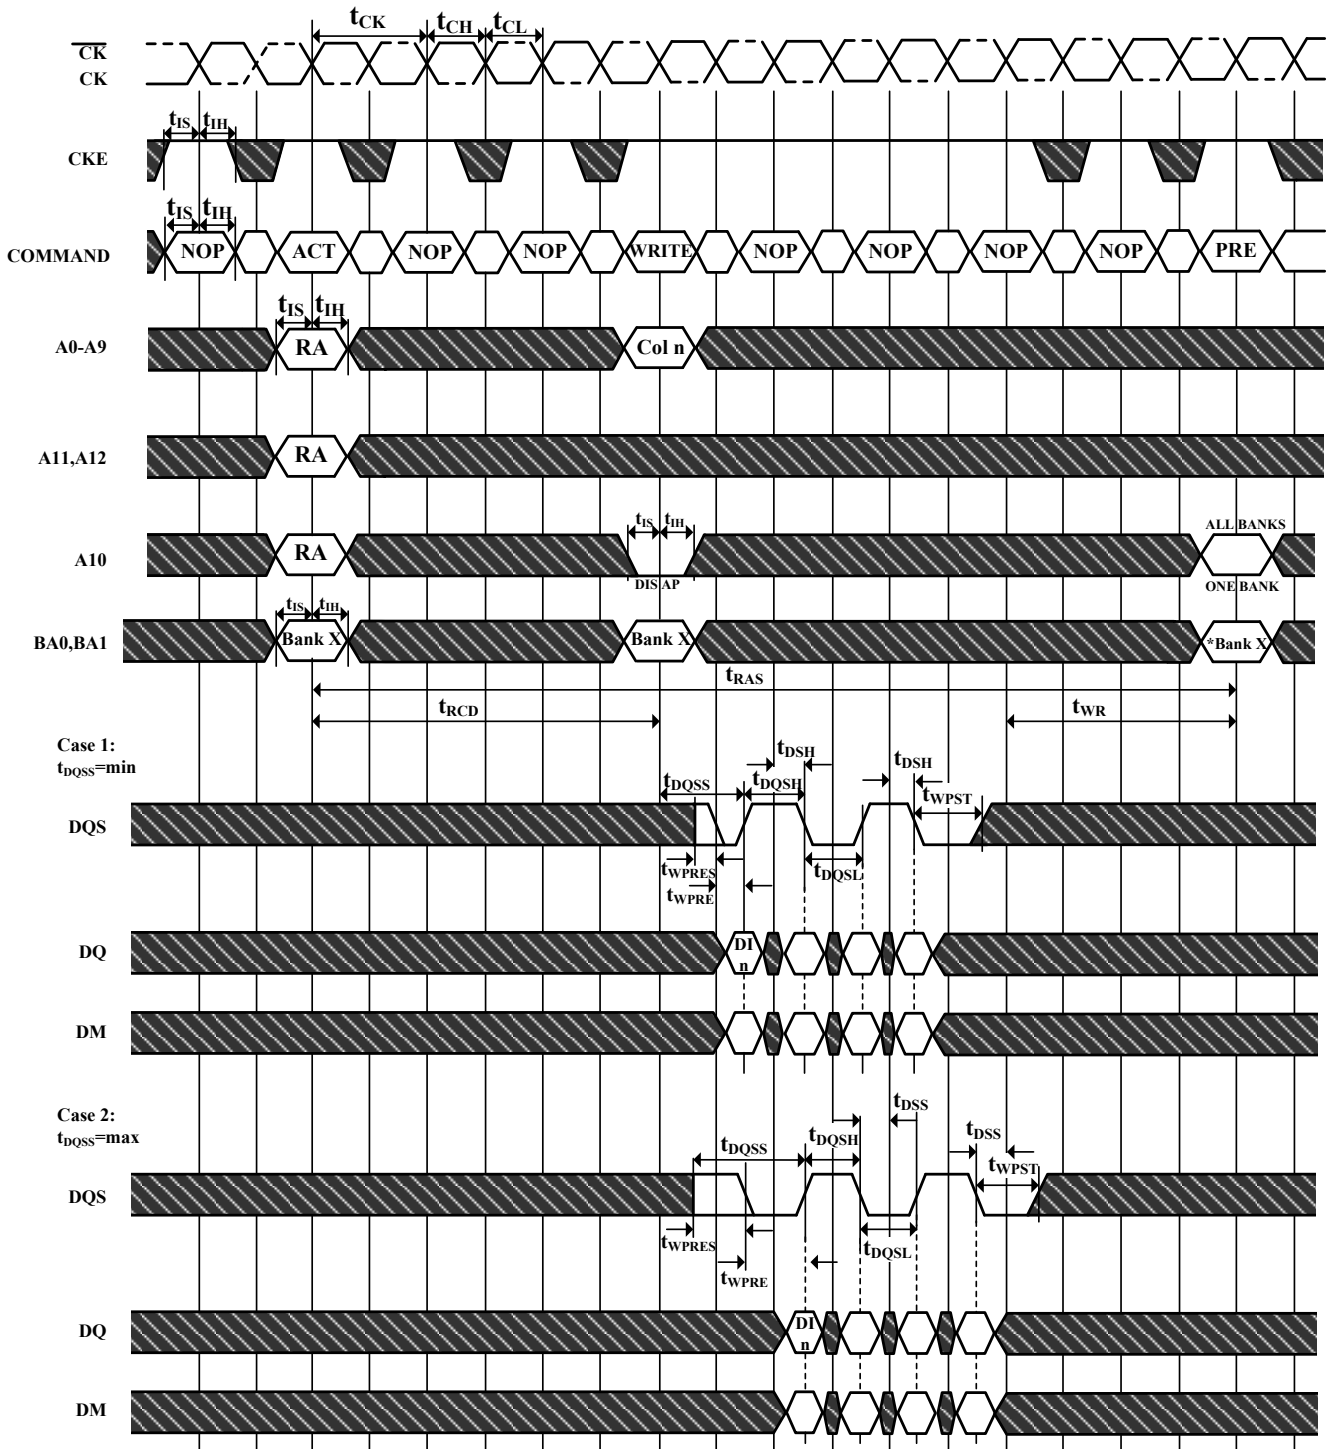 tCK tCH tCL
CK
CK
tIS tIH
CKE
tIS tIH
COMMAND NOP ACT NOP NOP WRITE NOP NOP NOP NOP PRE
tIS tIH
A0-A9 RA Col n
A11,A12 RA
tIS tIH ALL BANKS
A10 RA
DIS AP ONE BANK
tIS tIH
BA0,BA1 Bank X Bank X *Bank X
tRAS
tRCD tWR
Case 1:
tDQSS=min
tDSH tDSH
tDQSS tDQSH tWPST
DQS
tWPRES tDQSL
tWPRE
DQ DI
n
DM
Case 2:
tDQSS=max
tDSS
tDSS
tDQSS tDQSH tWPST
DQS
tWPRES tDQSL
tWPRE
DQ DI
n
DM